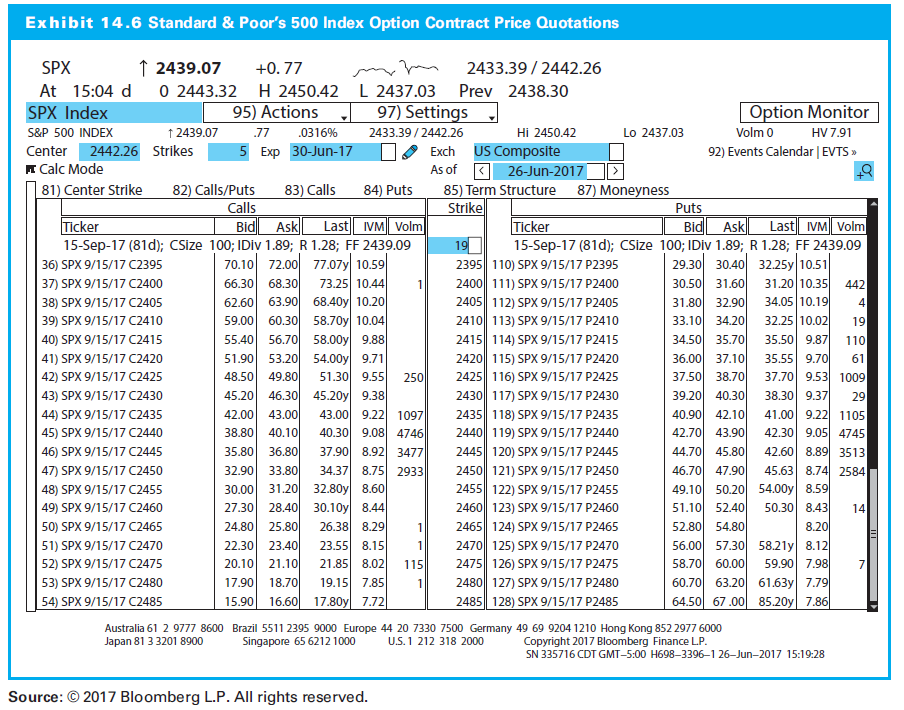 Exhibit 14.6 Standard & Poor's 500 Index Option Contract Price Quotations
SPX ↑ 2439.07 +0.77 2433.39 / 2442.26
At 15:04 d O 2443.32 H 2450.42 L 2437.03 Prev 2438.30
SPX Index 95) Actions 97) Settings Option Monitor
S&P 500 INDEX ↑2439.07 .77 .0316% 2433.39 / 2442.26 Hi 2450.42 Lo 2437.03 Volm 0 HV 7.91
Center 2442.26 Strikes 5 Exp 30-Jun-17 Exch US Composite 92) Events Calendar | EVTS »
Calc Mode As of < 26-Jun-2017 >
81) Center Strike 82) Calls/Puts 83) Calls 84) Puts 85) Term Structure 87) Moneyness
Calls Strike Puts
Ticker Bid Ask Last IVM Volm Ticker Bid Ask Last IVM Volm
15-Sep-17 (81d); CSize 100; IDiv 1.89; R 1.28; FF 2439.09 19 15-Sep-17 (81d); CSize 100; IDiv 1.89; R 1.28; FF 2439.09
36) SPX 9/15/17 C2395 70.10 72.00 77.07y 10.59 2395 110) SPX 9/15/17 P2395 29.30 30.40 32.25y 10.51
37) SPX 9/15/17 C2400 66.30 68.30 73.25 10.44 1 2400 111) SPX 9/15/17 P2400 30.50 31.60 31.20 10.35 442
38) SPX 9/15/17 C2405 62.60 63.90 68.40y 10.20 2405 112) SPX 9/15/17 P2405 31.80 32.90 34.05 10.19 4
39) SPX 9/15/17 C2410 59.00 60.30 58.70y 10.04 2410 113) SPX 9/15/17 P2410 33.10 34.20 32.25 10.02 19
40) SPX 9/15/17 C2415 55.40 56.70 58.00y 9.88 2415 114) SPX 9/15/17 P2415 34.50 35.70 35.50 9.87 110
41) SPX 9/15/17 C2420 51.90 53.20 54.00y 9.71 2420 115) SPX 9/15/17 P2420 36.00 37.10 35.55 9.70 61
42) SPX 9/15/17 C2425 48.50 49.80 51.30 9.55 250 2425 116) SPX 9/15/17 P2425 37.50 38.70 37.70 9.53 1009
43) SPX 9/15/17 C2430 45.20 46.30 45.20y 9.38 2430 117) SPX 9/15/17 P2430 39.20 40.30 38.30 9.37 29
44) SPX 9/15/17 C2435 42.00 43.00 43.00 9.22 1097 2435 118) SPX 9/15/17 P2435 40.90 42.10 41.00 9.22 1105
45) SPX 9/15/17 C2440 38.80 40.10 40.30 9.08 4746 2440 119) SPX 9/15/17 P2440 42.70 43.90 42.30 9.05 4745
46) SPX 9/15/17 C2445 35.80 36.80 37.90 8.92 3477 2445 120) SPX 9/15/17 P2445 44.70 45.80 42.60 8.89 3513
47) SPX 9/15/17 C2450 32.90 33.80 34.37 8.75 2933 2450 121) SPX 9/15/17 P2450 46.70 47.90 45.63 8.74 2584
48) SPX 9/15/17 C2455 30.00 31.20 32.80y 8.60 2455 122) SPX 9/15/17 P2455 49.10 50.20 54.00y 8.59
49) SPX 9/15/17 C2460 27.30 28.40 30.10y 8.44 2460 123) SPX 9/15/17 P2460 51.10 52.40 50.30 8.43 14
50) SPX 9/15/17 C2465 24.80 25.80 26.38 8.29 1 2465 124) SPX 9/15/17 P2465 52.80 54.80 8.20
51) SPX 9/15/17 C2470 22.30 23.40 23.55 8.15 1 2470 125) SPX 9/15/17 P2470 56.00 57.30 58.21y 8.12
52) SPX 9/15/17 C2475 20.10 21.10 21.85 8.02 115 2475 126) SPX 9/15/17 P2475 58.70 60.00 59.90 7.98 7
53) SPX 9/15/17 C2480 17.90 18.70 19.15 7.85 1 2480 127) SPX 9/15/17 P2480 60.70 63.20 61.63y 7.79
54) SPX 9/15/17 C2485 15.90 16.60 17.80y 7.72 2485 128) SPX 9/15/17 P2485 64.50 67.00 85.20y 7.86
Australia 61 2 9777 8600 Brazil 5511 2395 9000 Europe 44 20 7330 7500 Germany 49 69 9204 1210 Hong Kong 852 2977 6000
Japan 81 3 3201 8900 Singapore 65 6212 1000 U.S. 1 212 318 2000 Copyright 2017 Bloomberg Finance L.P.
SN 335716 CDT GMT–5:00 H698–3396–1 26–Jun–2017 15:19:28
Source: © 2017 Bloomberg L.P. All rights reserved.